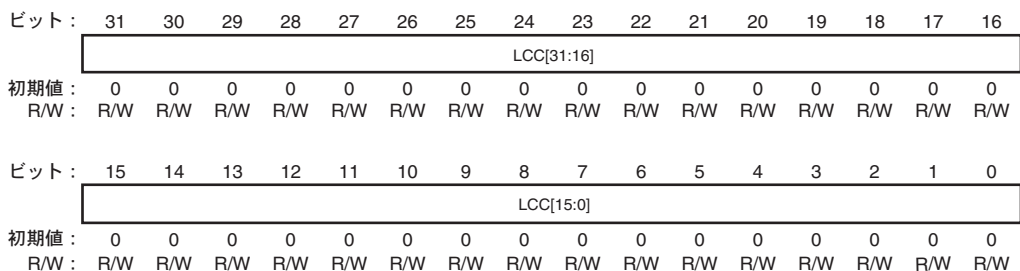 ビット： 31 30 29 28 27 26 25 24 23 22 21 20 19 18 17 16
LCC[31:16]
初期値： 0 0 0 0 0 0 0 0 0 0 0 0 0 0 0 0
R/W： R/W R/W R/W R/W R/W R/W R/W R/W R/W R/W R/W R/W R/W R/W R/W R/W
ビット： 15 14 13 12 11 10 9 8 7 6 5 4 3 2 1 0
LCC[15:0]
初期値： 0 0 0 0 0 0 0 0 0 0 0 0 0 0 0 0
R/W： R/W R/W R/W R/W R/W R/W R/W R/W R/W R/W R/W R/W R/W R/W R/W R/W